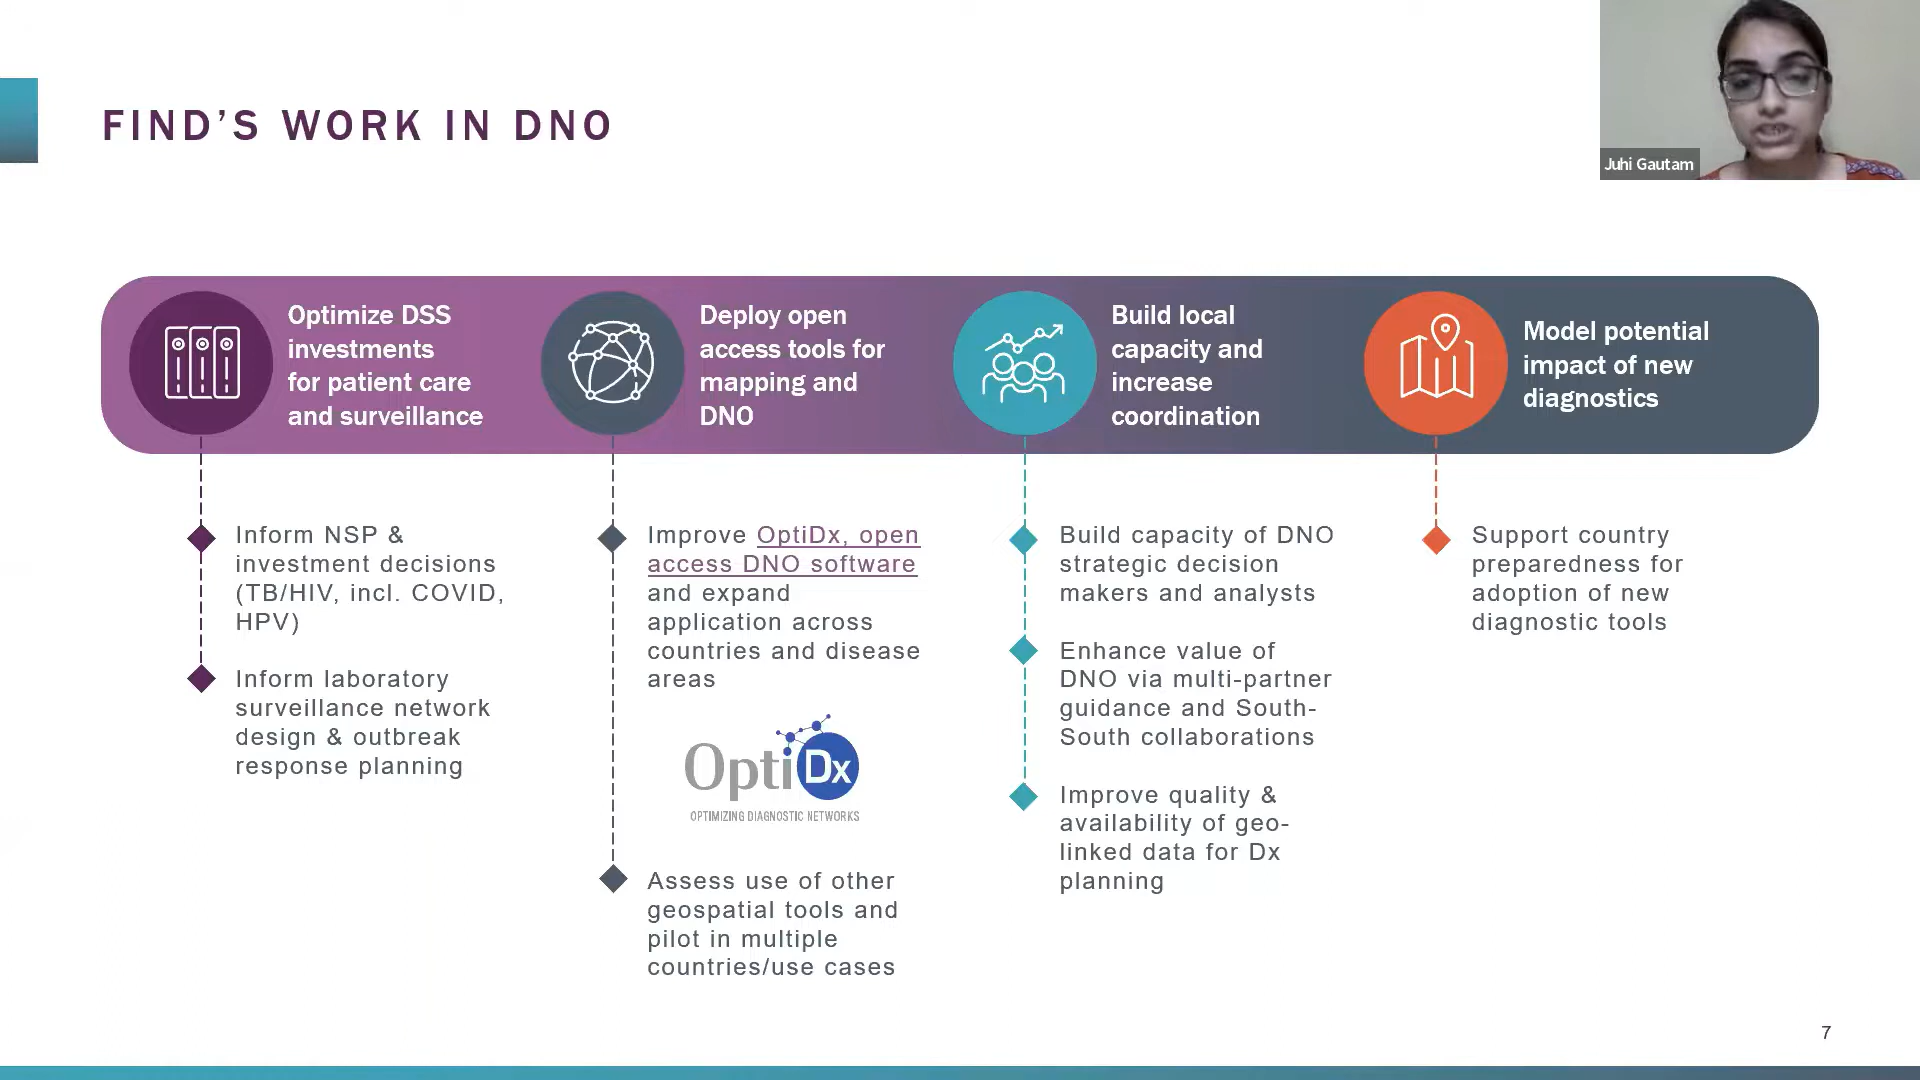 FIND'S WORK IN DNO
Juhi Gautam
Optimize DSS
investments
for patient care
and surveillance
Deploy open
access tools for
mapping and
DNO
Build local
capacity and
increase
coordination
Model potential
impact of new
diagnostics
Inform NSP &
investment decisions
(TB/HIV, incl. COVID,
HPV)
Inform laboratory
surveillance network
design & outbreak
response planning
Improve OptiDx, open
access DNO software
and expand
application across
countries and disease
areas
OptiDx
OPTIMIZING DIAGNOSTIC NETWORKS
Assess use of other
geospatial tools and
pilot in multiple
countries/use cases
Build capacity of DNO
strategic decision
makers and analysts
Enhance value of
DNO via multi-partner
guidance and South-
South collaborations
Improve quality &
availability of geo-
linked data for Dx
planning
Support country
preparedness for
adoption of new
diagnostic tools
7